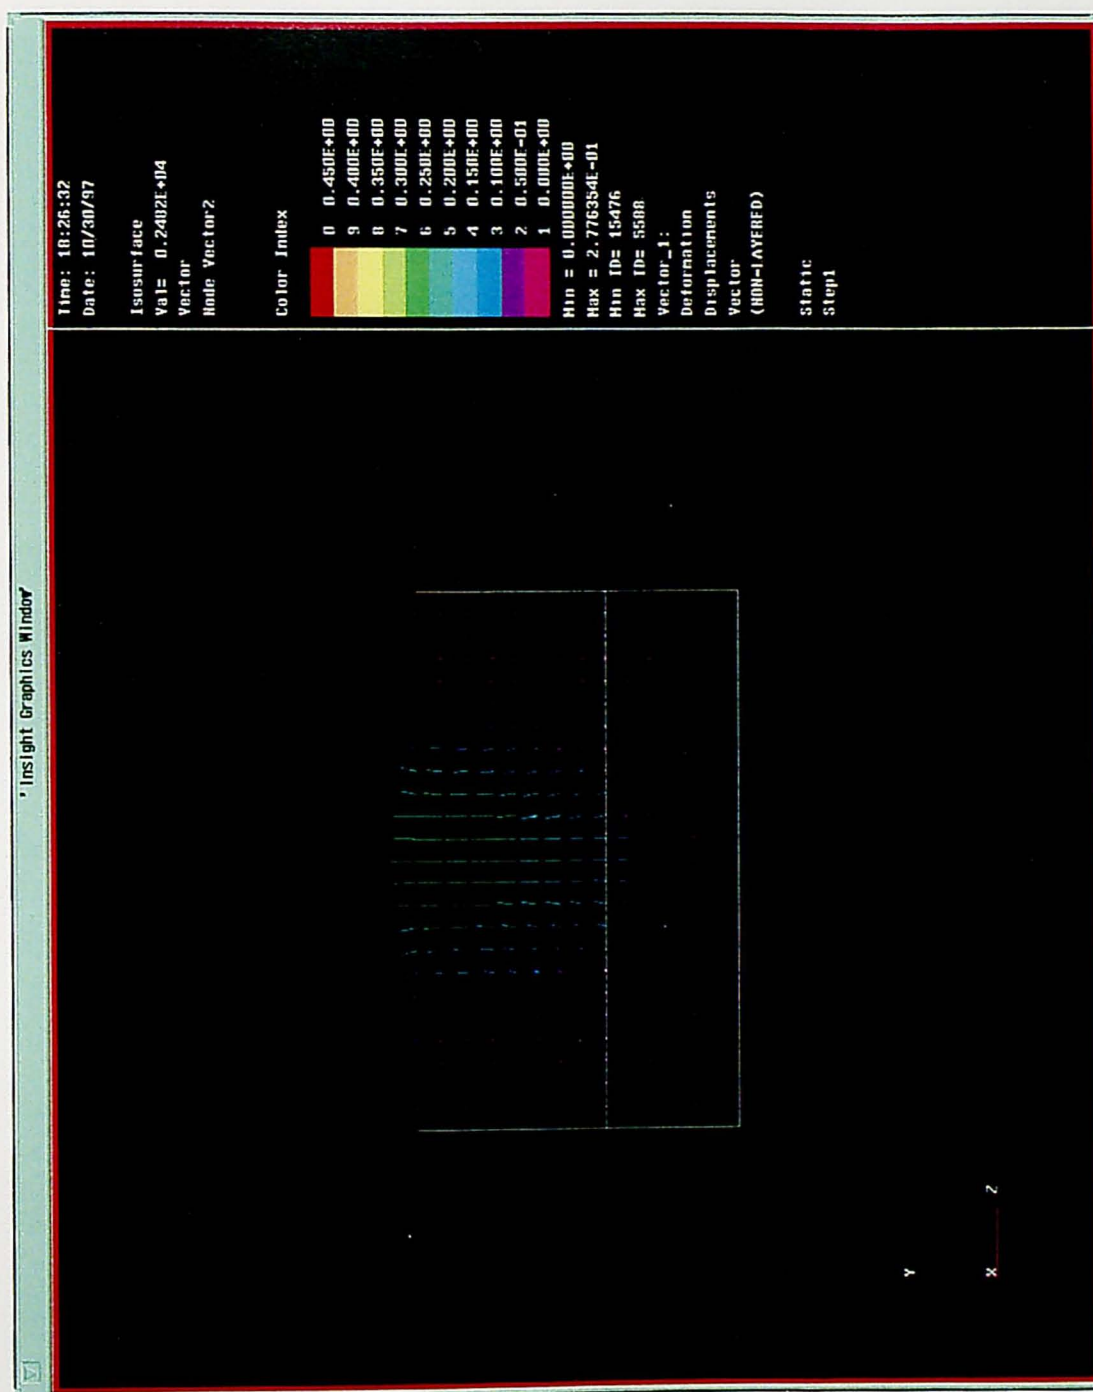 'Insight Graphics Window'
Time: 18:26:32
Date: 10/30/97
Isosurface
Val= 0.2402E+04
Vector
Node Vector2
Color Index
0 0.450E+00
9 0.400E+00
8 0.350E+00
7 0.300E+00
6 0.250E+00
5 0.200E+00
4 0.150E+00
3 0.100E+00
2 0.500E-01
1 0.000E+00
Min = 0.000000E+00
Max = 2.776354E-01
Min ID= 15476
Max ID= 5588
Vector_1:
Deformation
Displacements
Vector
(NON-LAYERED)
Static
Step1
Y
X Z